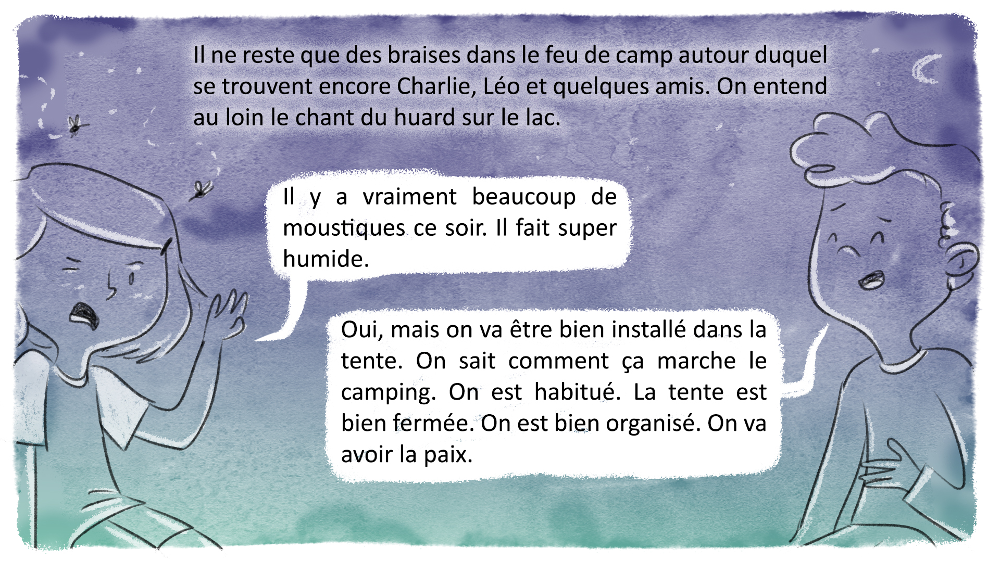 Il ne reste que des braises dans le feu de camp autour duquel
se trouvent encore Charlie, Léo et quelques amis. On entend
au loin le chant du huard sur le lac.
Il y a vraiment beaucoup de
moustiques ce soir. Il fait super
humide.
Oui, mais on va être bien installé dans la
tente. On sait comment ça marche le
camping. On est habitué. La tente est
bien fermée. On est bien organisé. On va
avoir la paix.